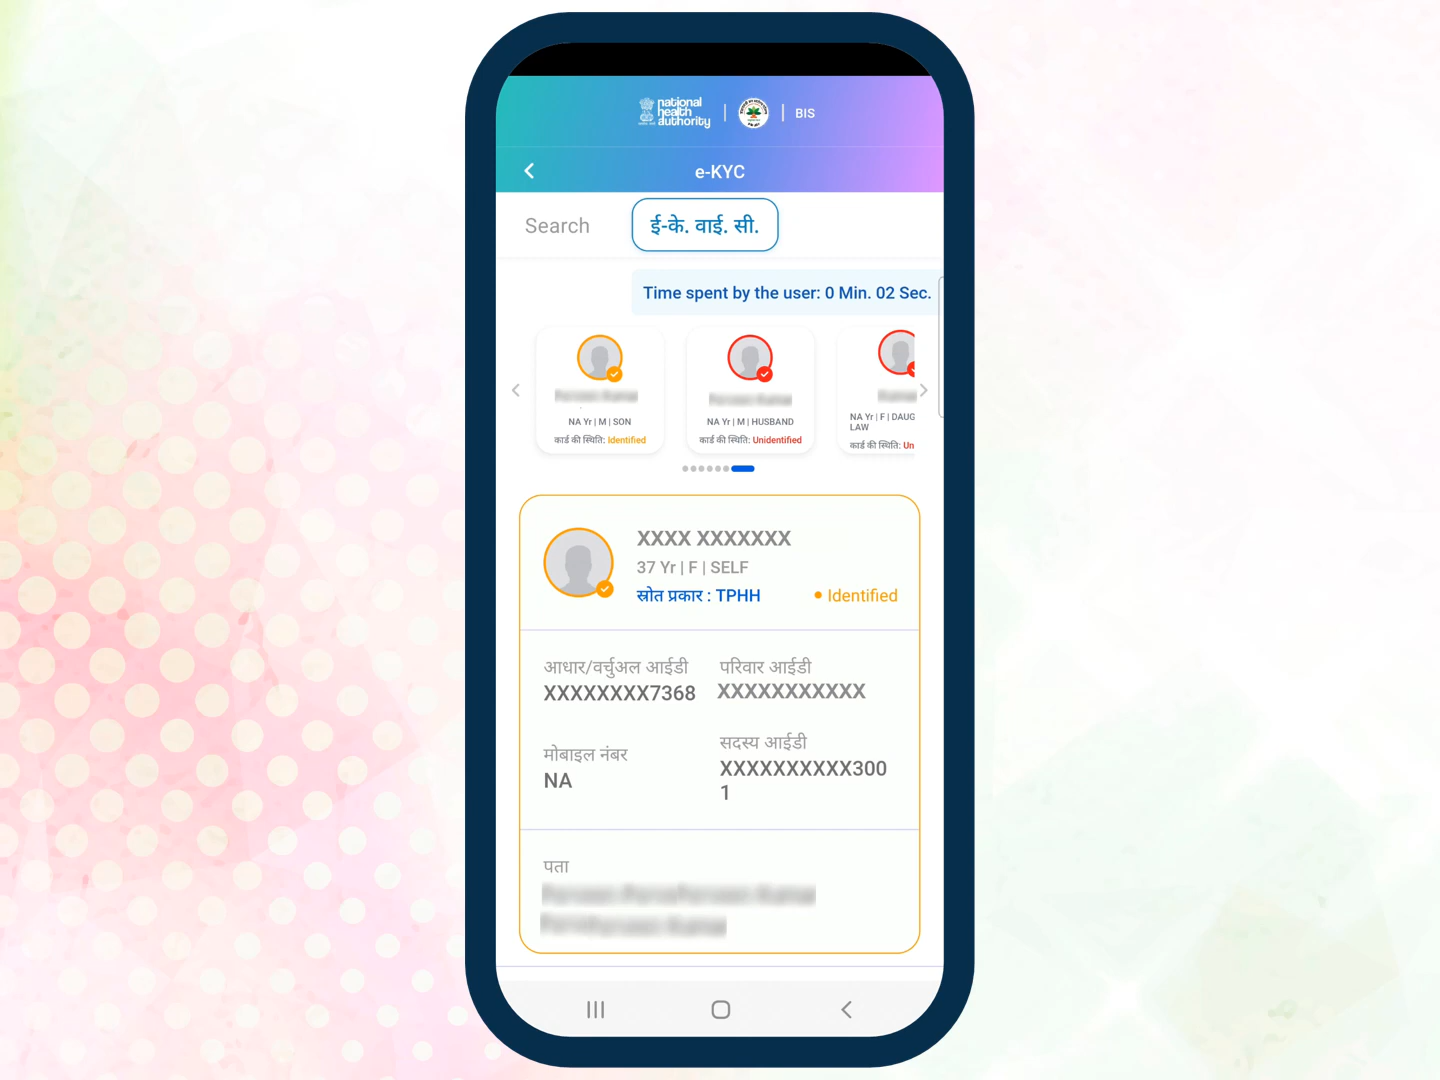 national
health
authority
BIS
e-KYC
Search
ई-के. वाई. सी.
Time spent by the user: 0 Min. 02 Sec.
NA Yr | M | SON
कार्ड की स्थिति: Identified
NA Yr | M | HUSBAND
कार्ड की स्थिति: Unidentified
NA Yr | F | DAUG
LAW
कार्ड की स्थिति: Un
XXXX XXXXXXX
37 Yr | F | SELF
स्रोत प्रकार : TPHH
Identified
आधार/वर्चुअल आईडी
XXXXXXXX7368
परिवार आईडी
XXXXXXXXXXX
मोबाइल नंबर
NA
सदस्य आईडी
XXXXXXXXXX300
1
पता